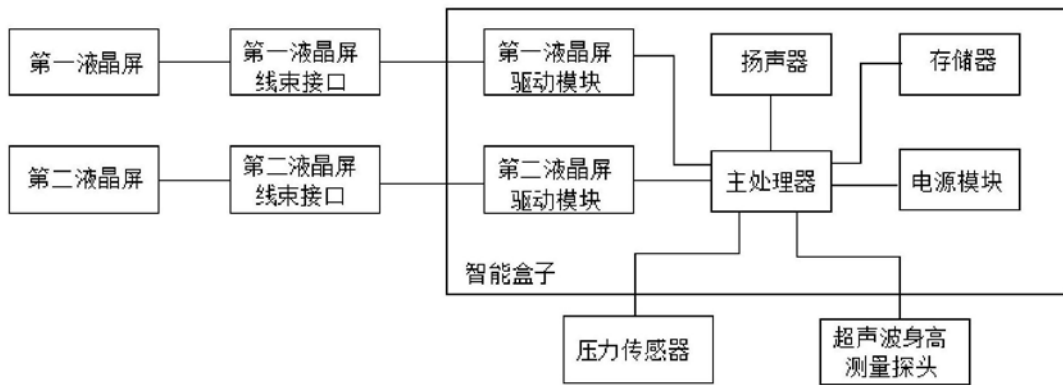 第一液晶屏
第一液晶屏
线束接口
第一液晶屏
驱动模块
扬声器
存储器
第二液晶屏
第二液晶屏
线束接口
第二液晶屏
驱动模块
主处理器
电源模块
智能盒子
压力传感器
超声波身高
测量探头